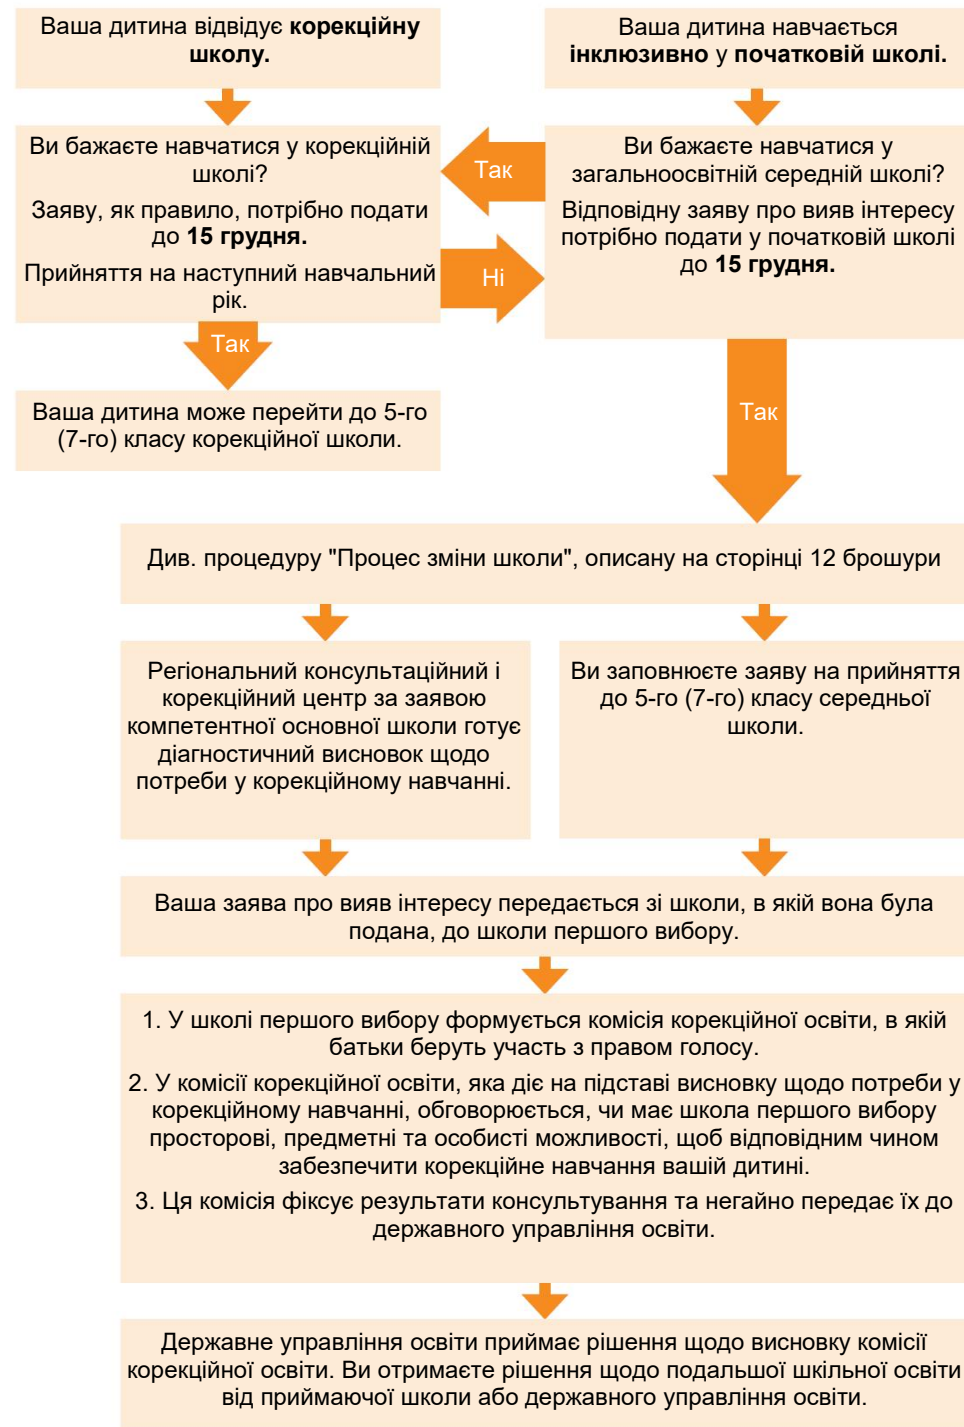 Ваша дитина відвідує корекційну
школу.
Ваша дитина навчається
інклюзивно у початковій школі.
Ви бажаєте навчатися у корекційній
школі?
Заяву, як правило, потрібно подати
до 15 грудня.
Прийняття на наступний навчальний
рік.
Так
Ні
Ви бажаєте навчатися у
загальноосвітній середній школі?
Відповідну заяву про вияв інтересу
потрібно подати у початковій школі
до 15 грудня.
Так
Ваша дитина може перейти до 5-го
(7-го) класу корекційної школи.
Так
Див. процедуру "Процес зміни школи", описану на сторінці 12 брошури
Регіональний консультаційний і
корекційний центр за заявою
компетентної основної школи готує
діагностичний висновок щодо
потреби у корекційному навчанні.
Ви заповнюєте заяву на прийняття
до 5-го (7-го) класу середньої
школи.
Ваша заява про вияв інтересу передається зі школи, в якій вона була
подана, до школи першого вибору.
1. У школі першого вибору формується комісія корекційної освіти, в якій
батьки беруть участь з правом голосу.
2. У комісії корекційної освіти, яка діє на підставі висновку щодо потреби у
корекційному навчанні, обговорюється, чи має школа першого вибору
просторові, предметні та особисті можливості, щоб відповідним чином
забезпечити корекційне навчання вашій дитині.
3. Ця комісія фіксує результати консультування та негайно передає їх до
державного управління освіти.
Державне управління освіти приймає рішення щодо висновку комісії
корекційної освіти. Ви отримаєте рішення щодо подальшої шкільної освіти
від приймаючої школи або державного управління освіти.